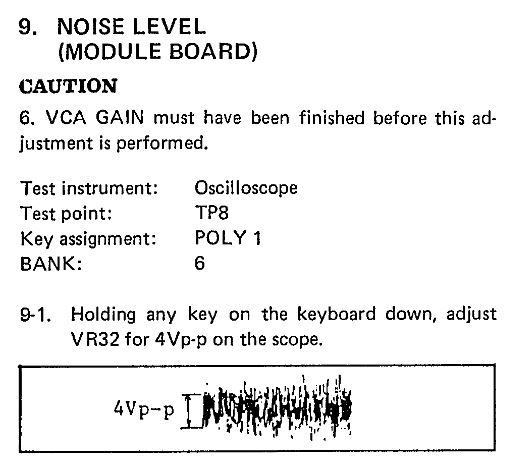 9. NOISE LEVEL
(MODULE BOARD)
CAUTION
6. VCA GAIN must have been finished before this ad-
justment is performed.
Test instrument: Oscilloscope
Test point: TP8
Key assignment: POLY 1
BANK: 6
9-1. Holding any key on the keyboard down, adjust
VR32 for 4Vp-p on the scope.
4Vp-p